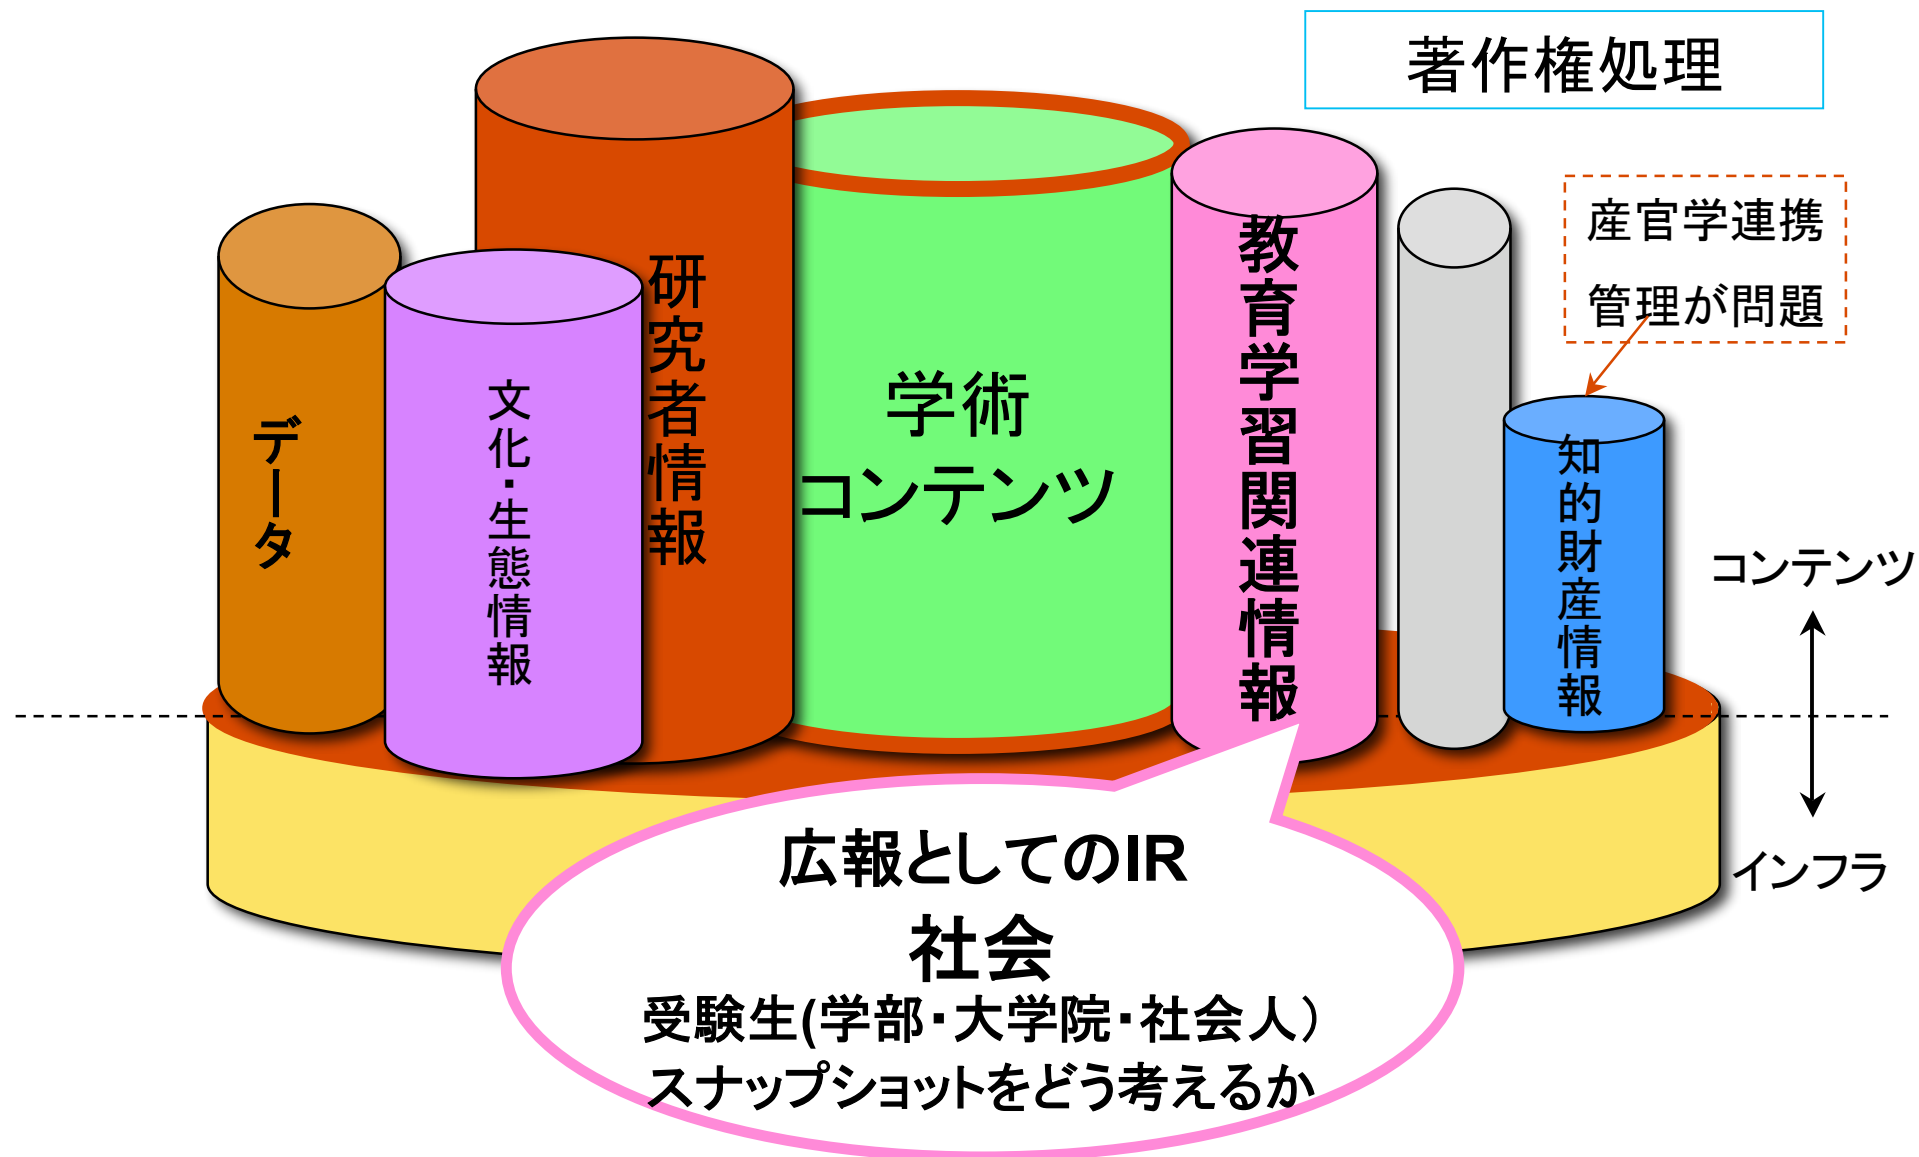 著作権処理
産官学連携
管理が問題
データ
文化・生態情報
研究者情報
学術
コンテンツ
教育学習関連情報
知的財産情報
コンテンツ
インフラ
広報としてのIR
社会
受験生(学部・大学院・社会人）
スナップショットをどう考えるか